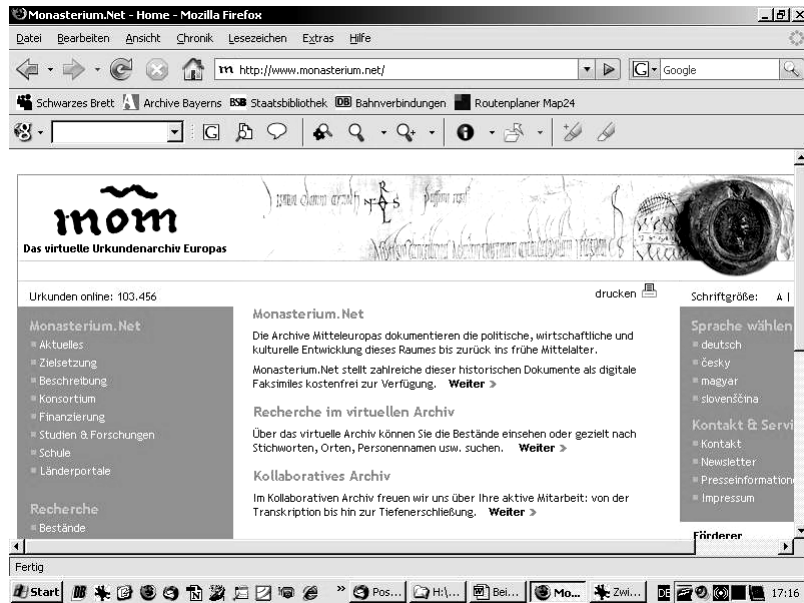 Monasterium.Net - Home - Mozilla Firefox
Datei Bearbeiten Ansicht Chronik Lesezeichen Extras Hilfe
m http://www.monasterium.net/ G Google
Schwarzes Brett Archive Bayerns BSB Staatsbibliothek DB Bahnverbindungen Routenplaner Map24
mom
Das virtuelle Urkundenarchiv Europas
Urkunden online: 103.456
drucken
Schriftgröße: A |
Monasterium.Net
Aktuelles
Zielsetzung
Beschreibung
Konsortium
Finanzierung
Studien & Forschungen
Schule
Länderportale
Recherche
Bestände
Monasterium.Net
Die Archive Mitteleuropas dokumentieren die politische, wirtschaftliche und
kulturelle Entwicklung dieses Raumes bis zurück ins frühe Mittelalter.
Monasterium.Net stellt zahlreiche dieser historischen Dokumente als digitale
Faksimiles kostenfrei zur Verfügung. Weiter »
Recherche im virtuellen Archiv
Über das virtuelle Archiv können Sie die Bestände einsehen oder gezielt nach
Stichworten, Orten, Personennamen usw. suchen. Weiter »
Kollaboratives Archiv
Im Kollaborativen Archiv freuen wir uns über Ihre aktive Mitarbeit: von der
Transkription bis hin zur Tiefenerschließung. Weiter »
Sprache wählen
deutsch
česky
magyar
slovenščina
Kontakt & Servi
Kontakt
Newsletter
Presseinformation
Impressum
Förderer
Fertig
Start » Pos... H:\... Bei... Mo... Zwi... DE 17:16